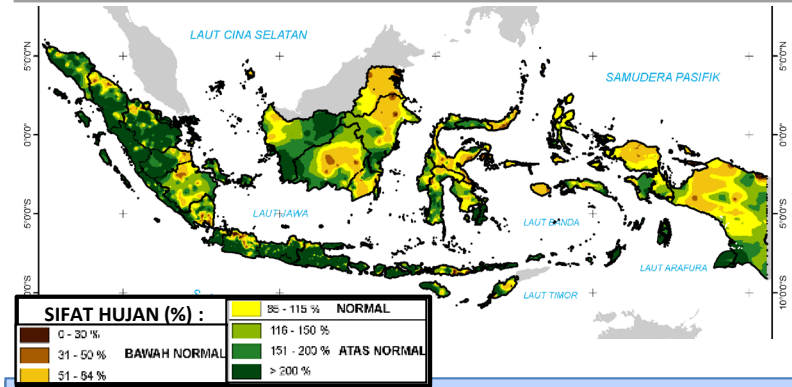 LAUT CINA SELATAN
SAMUDERA PASIFIK
5°0'0"N
5°0'0"N
0°0'0"
0°0'0"
LAUT JAWA
LAUT BANDA
5°0'0"S
5°0'0"S
LAUT ARAFURA
LAUT TIMOR
10°0'0"S
SIFAT HUJAN (%) :
0 - 30 %
31 - 50 % BAWAH NORMAL
51 - 84 %
85 - 115 % NORMAL
116 - 150 %
151 - 200 % ATAS NORMAL
> 200 %